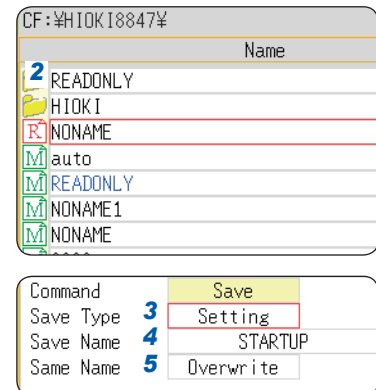 CF:¥HIOKI8847¥
Name
2 READONLY
HIOKI
R NONAME
M auto
M READONLY
M NONAME1
M NONAME
Command Save
Save Type 3 Setting
Save Name 4 STARTUP
Same Name 5 Overwrite